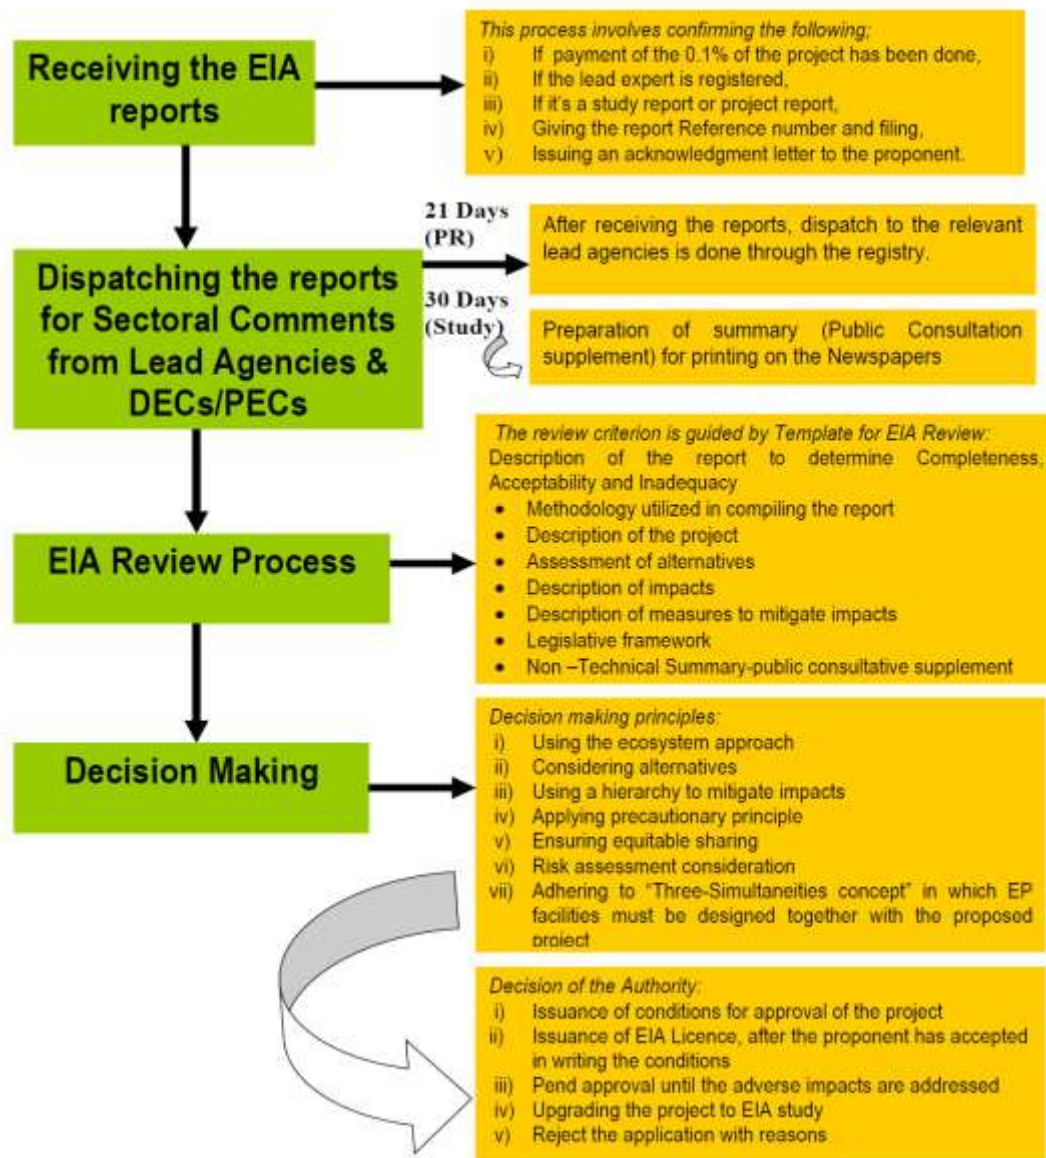 Receiving the EIA
reports
This process involves confirming the following;
i) If payment of the 0.1% of the project has been done,
ii) If the lead expert is registered,
iii) If it's a study report or project report,
iv) Giving the report Reference number and filing,
v) Issuing an acknowledgment letter to the proponent.
21 Days
(PR)
30 Days
(Study)
Dispatching the reports
for Sectoral Comments
from Lead Agencies &
DECs/PECs
After receiving the reports, dispatch to the relevant
lead agencies is done through the registry.
Preparation of summary (Public Consultation
supplement) for printing on the Newspapers
EIA Review Process
The review criterion is guided by Template for EIA Review:
Description of the report to determine Completeness,
Acceptability and Inadequacy
• Methodology utilized in compiling the report
• Description of the project
• Assessment of alternatives
• Description of impacts
• Description of measures to mitigate impacts
• Legislative framework
• Non –Technical Summary-public consultative supplement
Decision Making
Decision making principles:
i) Using the ecosystem approach
ii) Considering alternatives
iii) Using a hierarchy to mitigate impacts
iv) Applying precautionary principle
v) Ensuring equitable sharing
vi) Risk assessment consideration
vii) Adhering to “Three-Simultaneities concept” in which EP
facilities must be designed together with the proposed
project
Decision of the Authority:
i) Issuance of conditions for approval of the project
ii) Issuance of EIA Licence, after the proponent has accepted
in writing the conditions
iii) Pend approval until the adverse impacts are addressed
iv) Upgrading the project to EIA study
v) Reject the application with reasons